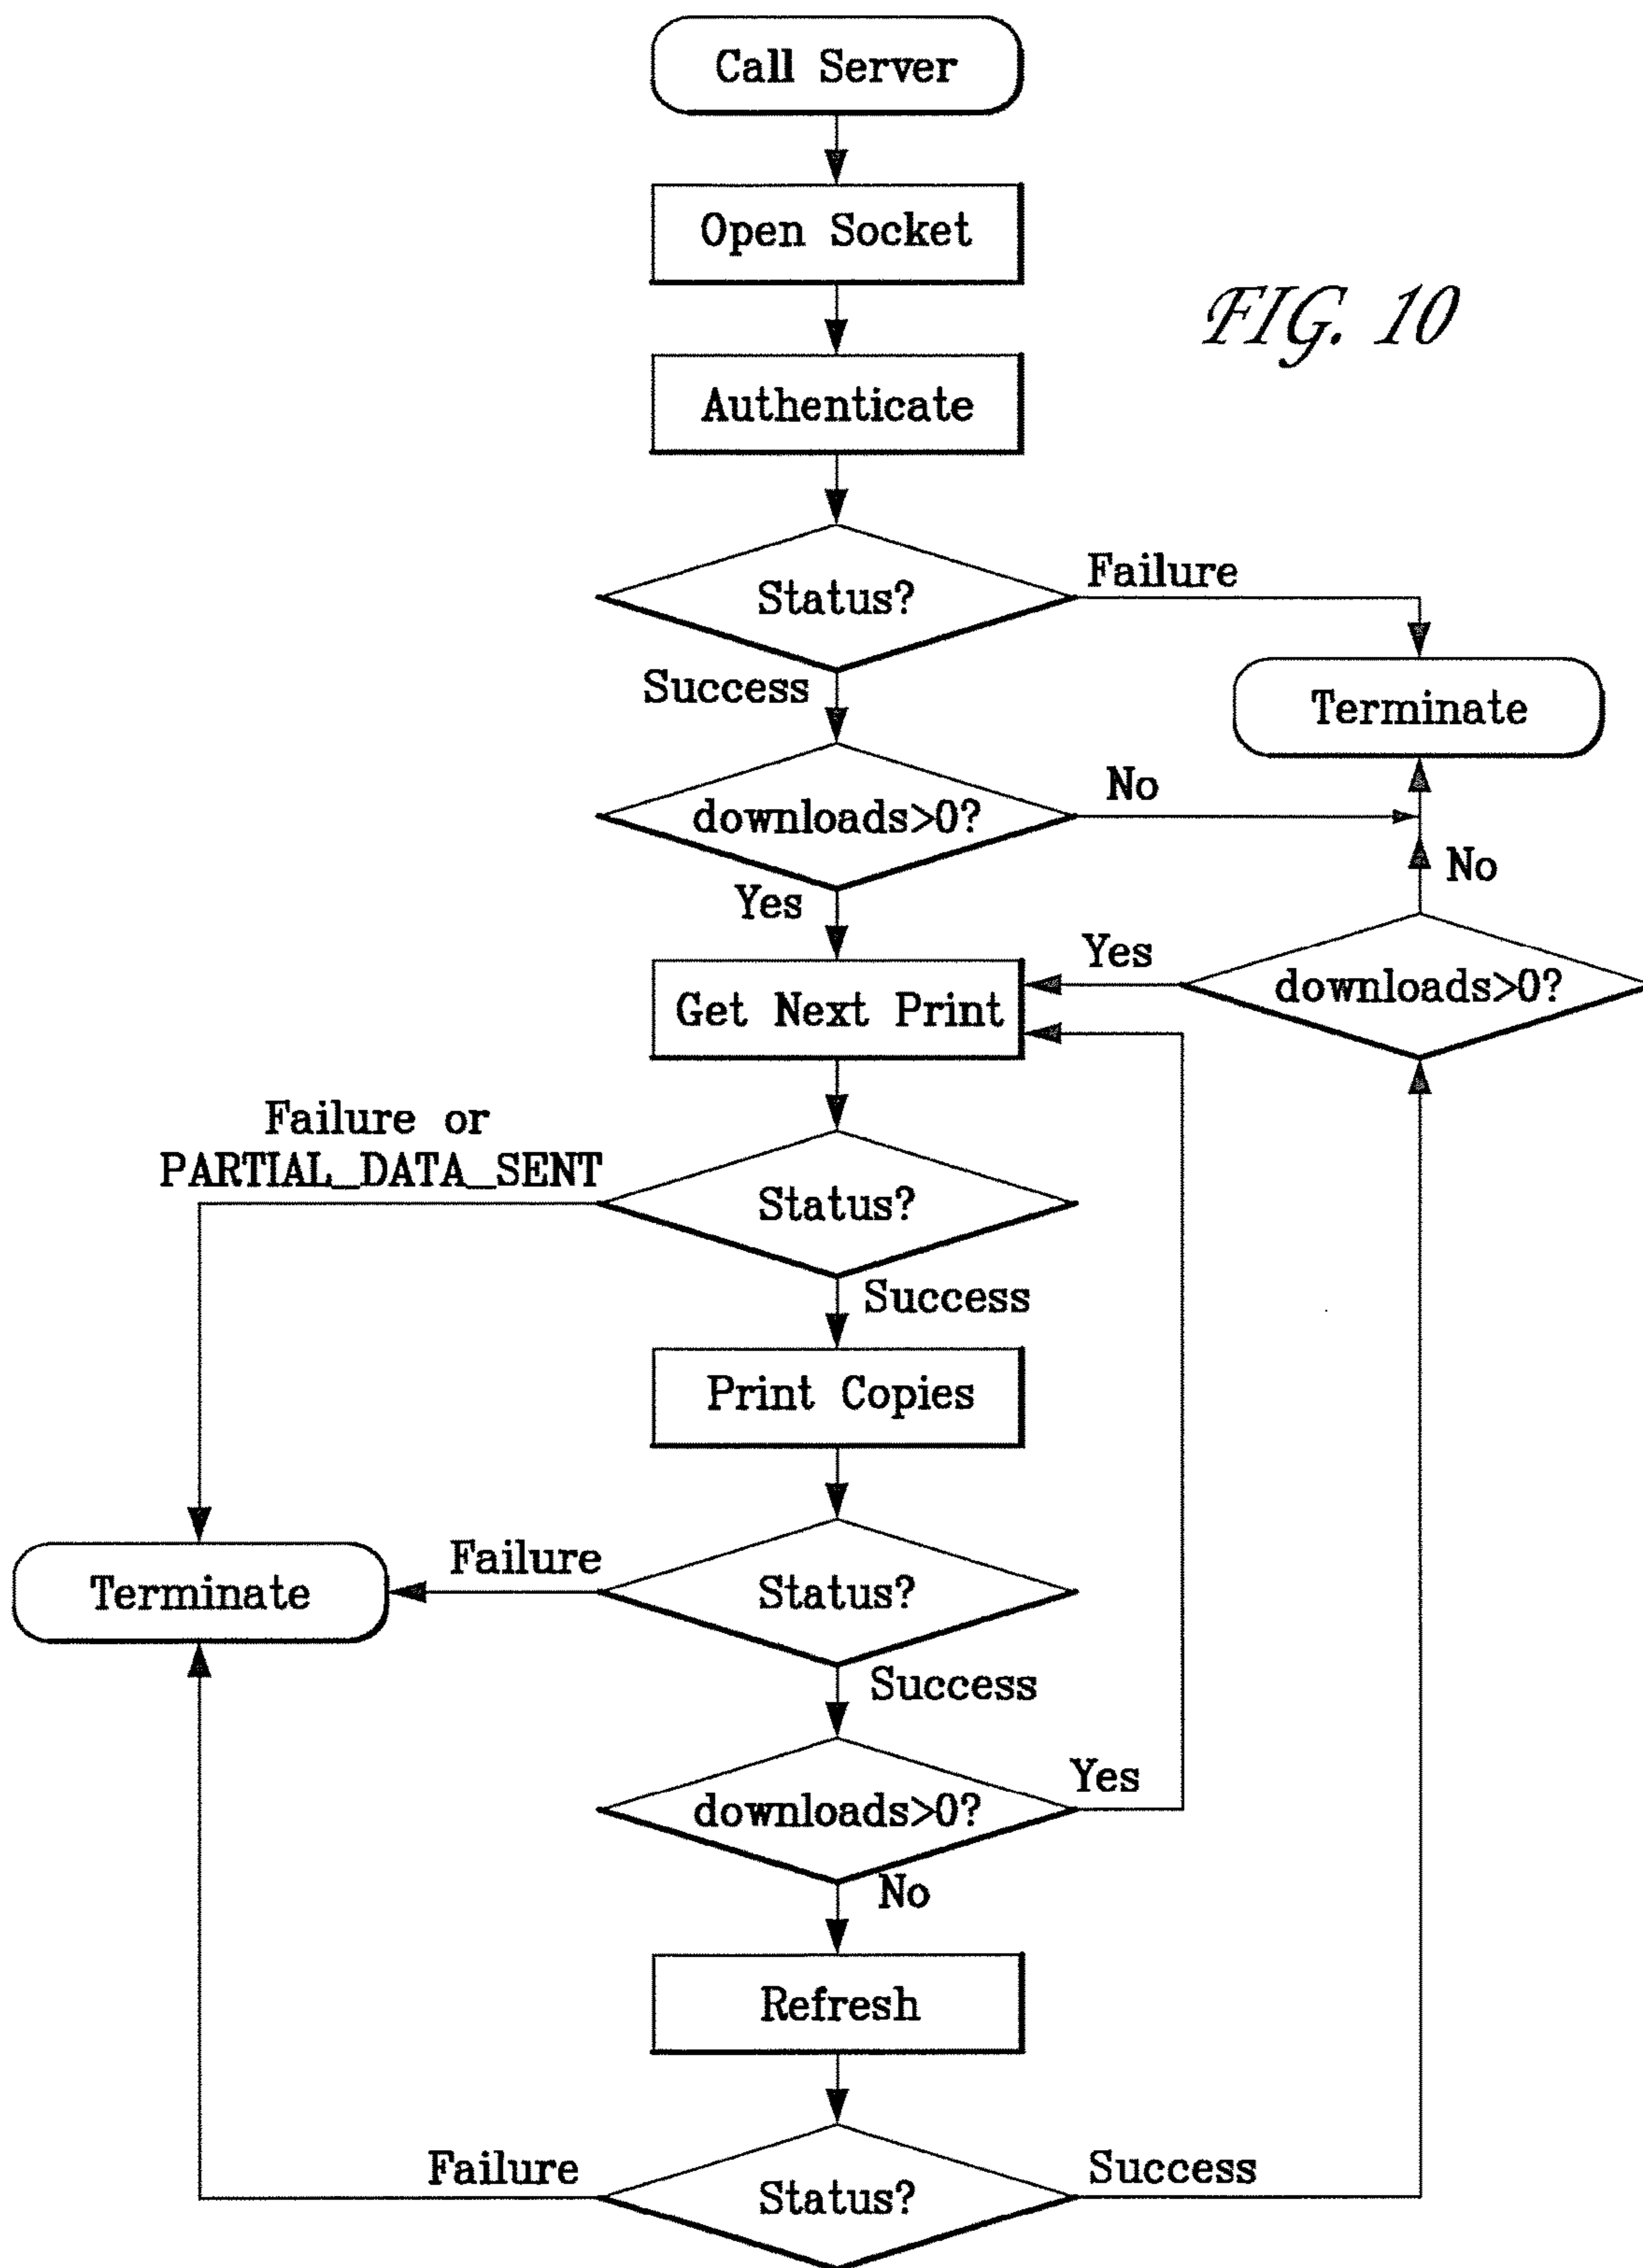 Call Server
Open Socket
FIG. 10
Authenticate
Failure
Status?
Success
Terminate
No
downloads>0?
No
Yes
Yes
downloads>0?
Get Next Print
Failure or
PARTIAL_DATA_SENT
Status?
Success
Print Copies
Failure
Status?
Terminate
Success
Yes
downloads>0?
No
Refresh
Failure
Success
Status?